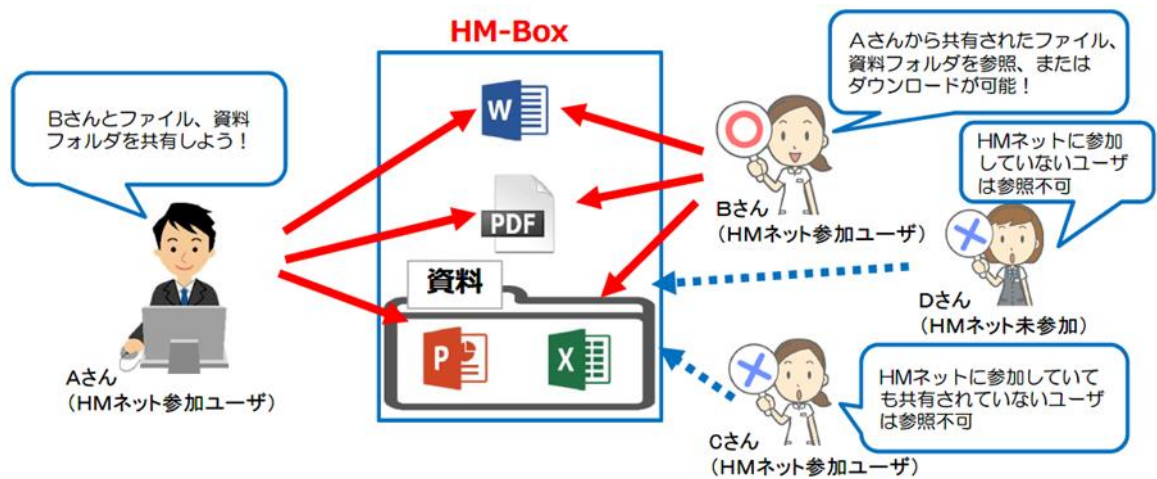 HM-Box
Bさんとファイル、資料
フォルダを共有しよう！
Aさん
（HMネット参加ユーザ）
W
PDF
資料
P
X
Aさんから共有されたファイル、
資料フォルダを参照、または
ダウンロードが可能！
Bさん
（HMネット参加ユーザ）
HMネットに参加
していないユーザ
は参照不可
Dさん
（HMネット未参加）
HMネットに参加していて
も共有されていないユーザ
は参照不可
Cさん
（HMネット参加ユーザ）